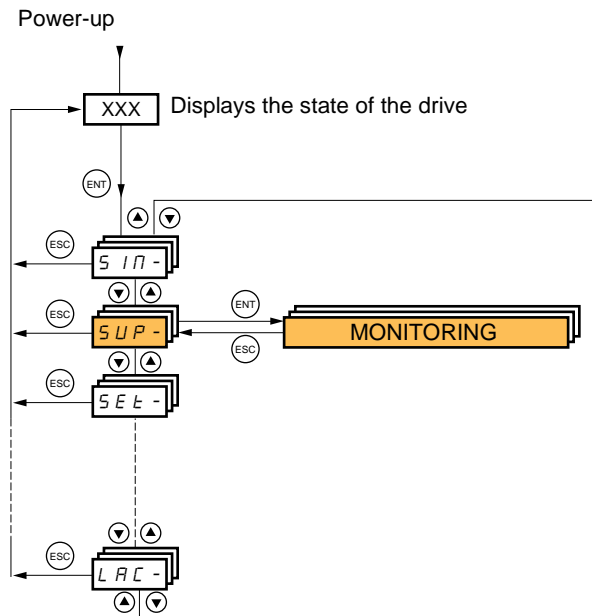 Power-up
XXX Displays the state of the drive
ENT
ESC
SIM-
ENT
ESC
SUP-
MONITORING
ESC
ESC
SEt-
ESC
LAC-